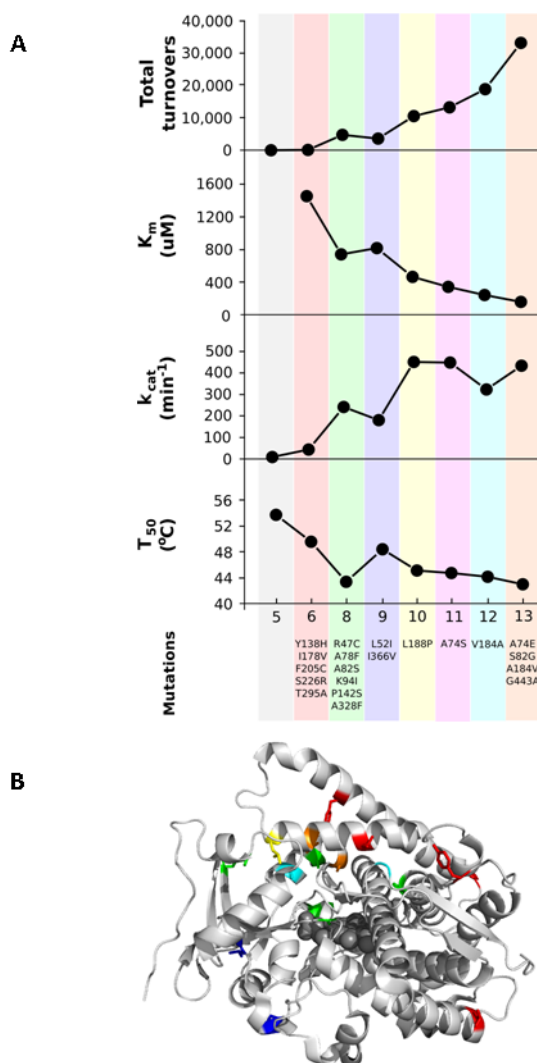 A
Total
turnovers
40,000
30,000
20,000
10,000
0
Km
(uM)
1600
1200
800
400
0
kcat
(min-1)
500
400
300
200
100
0
T50
(oC)
56
52
48
44
40
5 6 8 9 10 11 12 13
Mutations
Y138H R47C L52I L188P A74S V184A A74E
I178V A78F I366V S82G
F205C A82S A184V
S226R K94I G443A
T295A P142S
A328F
B